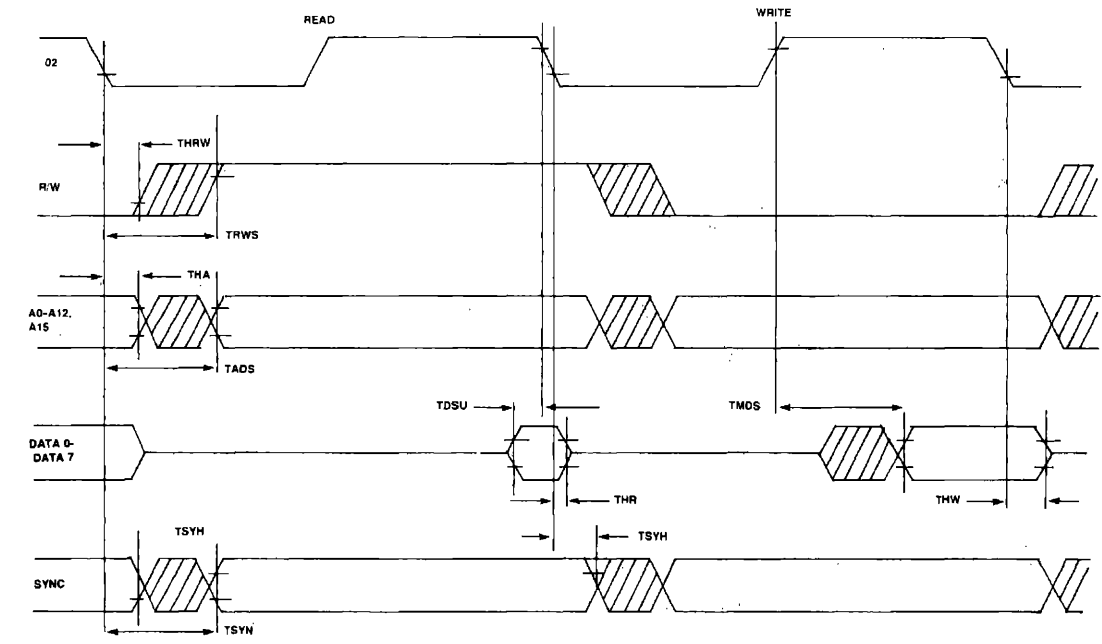 READ
WRITE
02
THRW
R/W
TRWS
THA
A0-A12,
A15
TADS
TDSU
TMDS
DATA 0-
DATA 7
THR
THW
TSYH
TSYH
SYNC
TSYN